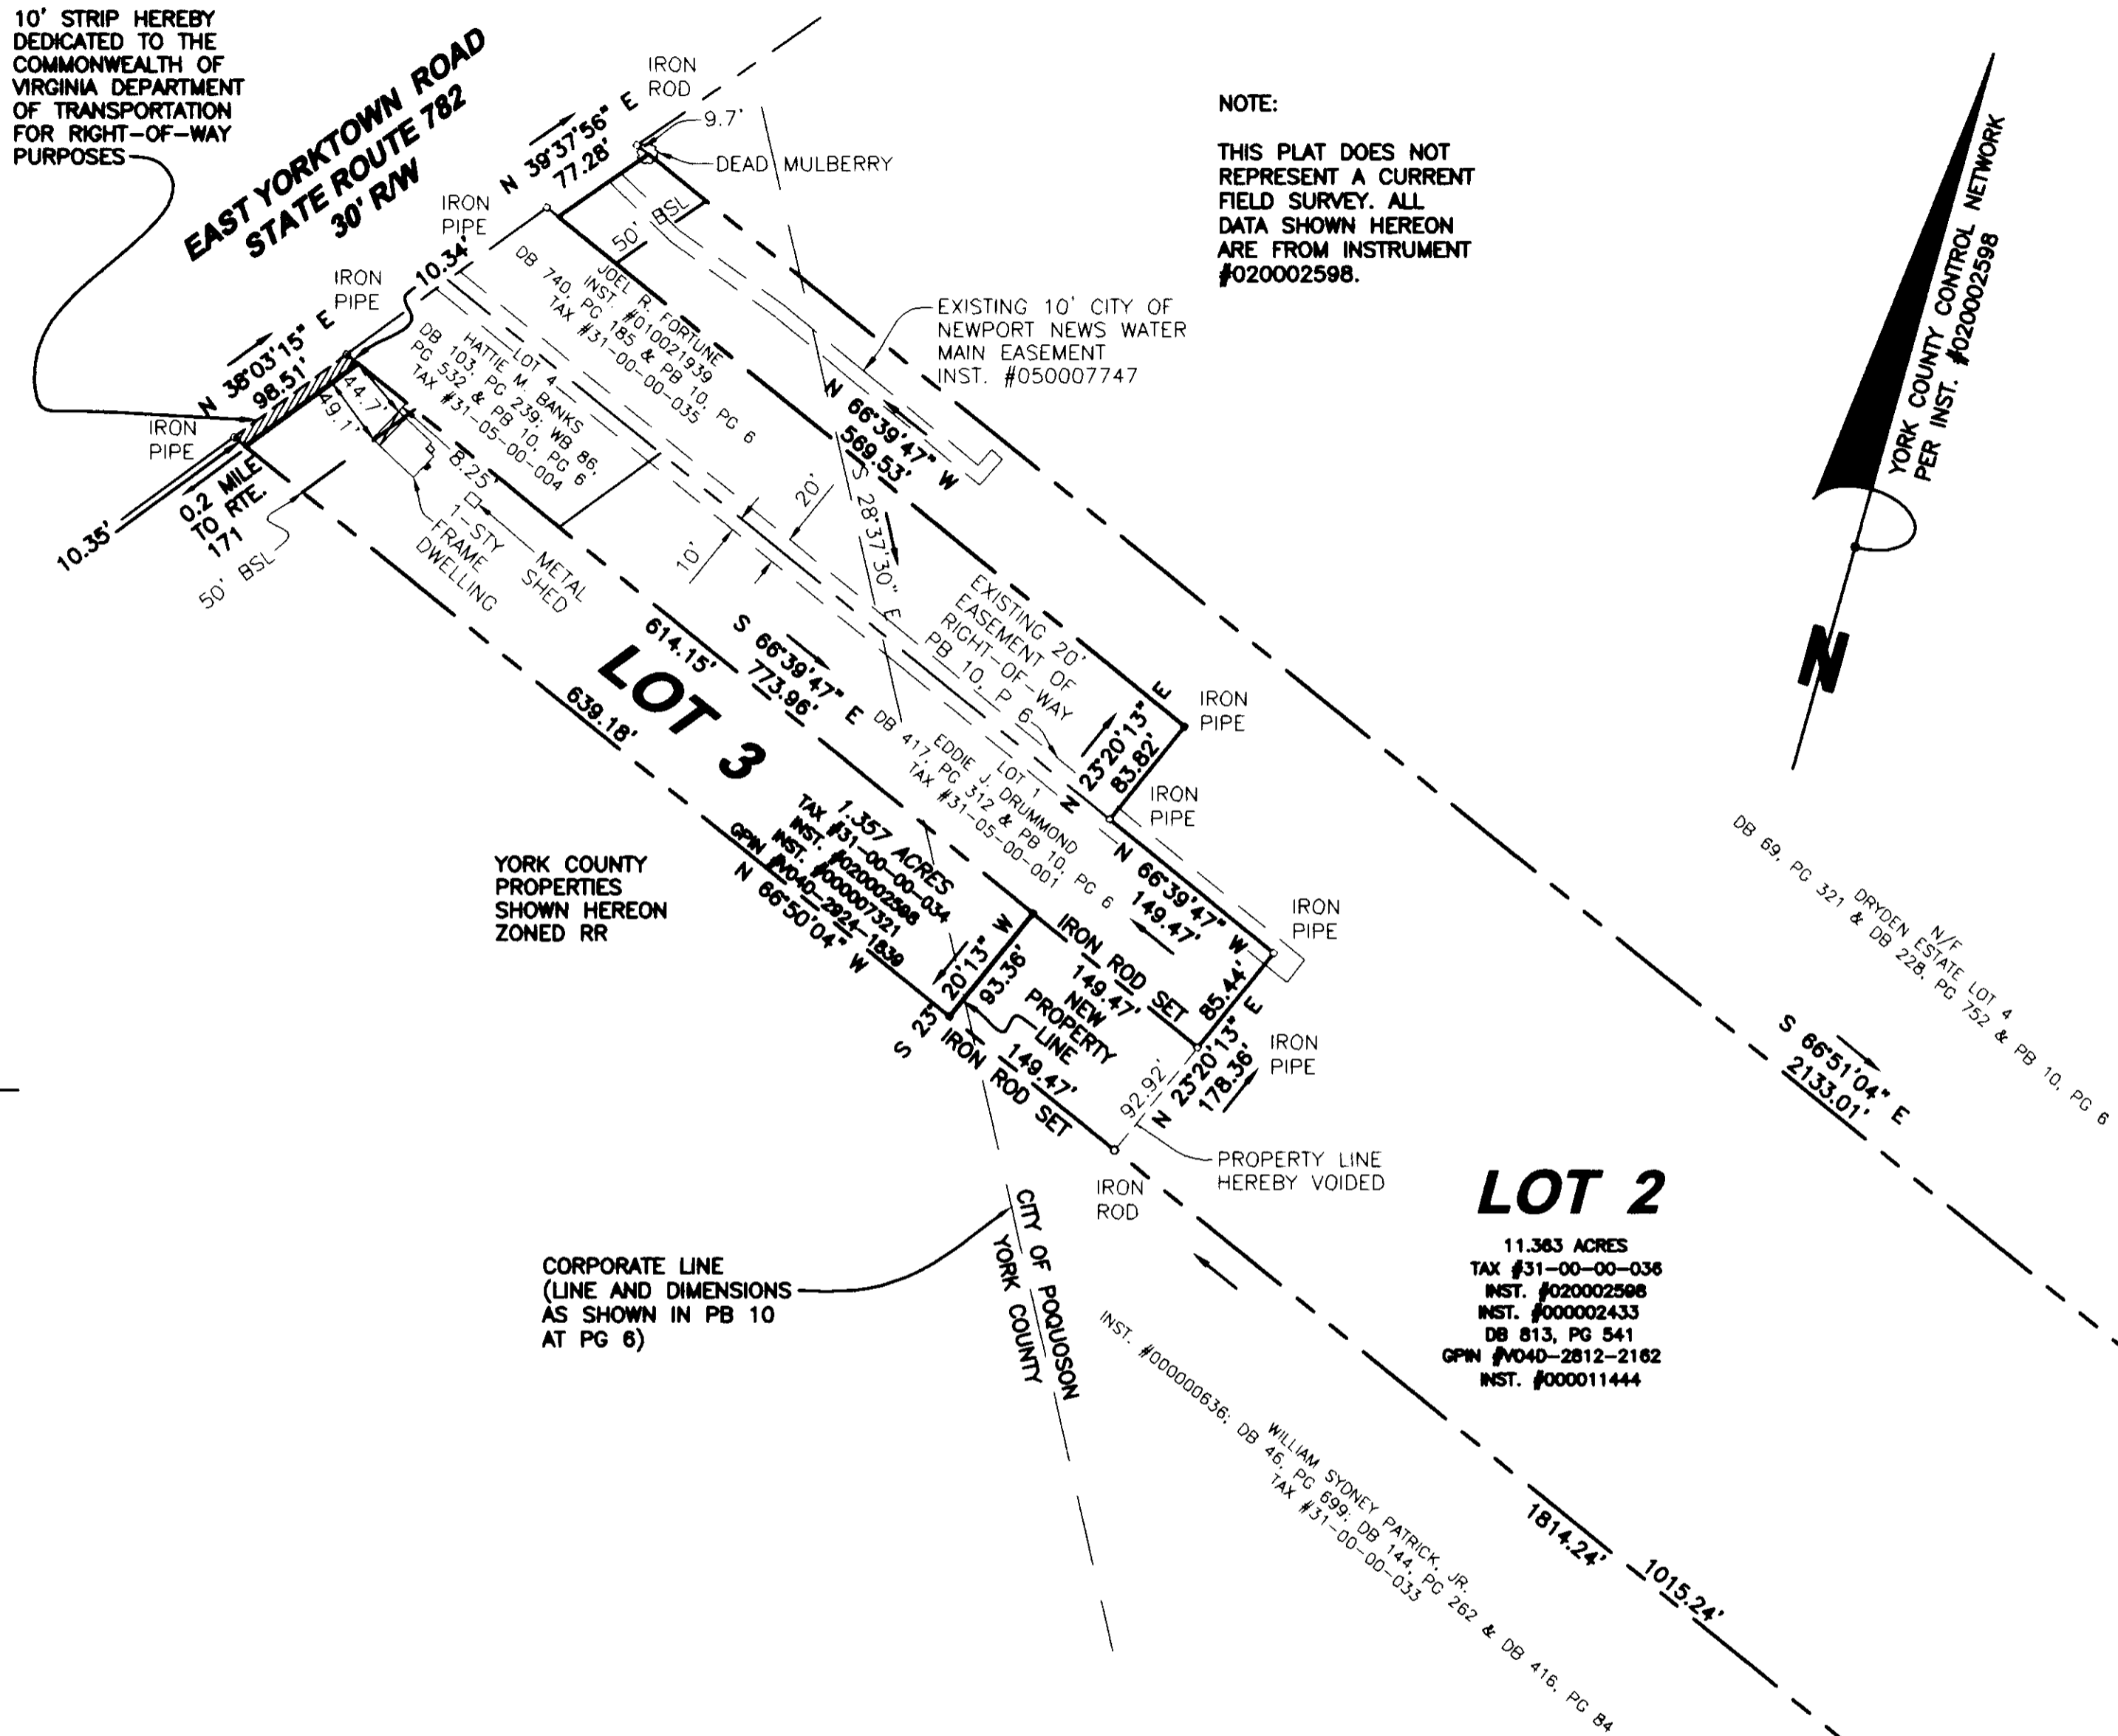 10' STRIP HEREBY
DEDICATED TO THE
COMMONWEALTH OF
VIRGINIA DEPARTMENT
OF TRANSPORTATION
FOR RIGHT-OF-WAY
PURPOSES
EAST YORKTOWN ROAD
STATE ROUTE 782
30' R/W
IRON
ROD
9.7'
DEAD MULBERRY
N 39°37'56" E
77.28'
IRON
PIPE
10.34'
IRON
PIPE
N 38°03'15" E
98.51'
IRON
PIPE
10.35'
0.2 MILE
TO RTE.
171
50' BSL
50' BSL
44.7'
49.1'
8.25'
1-STY
FRAME
DWELLING
METAL
SHED
JOEL R. FORTUNE
INST. #010021939
DB 740, PG 185 & PB 10, PG 6
TAX #31-00-00-035
LOT 4
HATTIE M. BANKS
DB 103, PG 239; WB 86,
PG 532 & PB 10, PG 6
TAX #31-05-00-004
NOTE:
THIS PLAT DOES NOT
REPRESENT A CURRENT
FIELD SURVEY. ALL
DATA SHOWN HEREON
ARE FROM INSTRUMENT
#020002598.
YORK COUNTY CONTROL NETWORK
PER INST. #020002598
N
EXISTING 10' CITY OF
NEWPORT NEWS WATER
MAIN EASEMENT
INST. #050007747
N 66°39'47" W
569.53'
S 28°37'30" E
20'
10'
EXISTING 20'
EASEMENT OF
RIGHT-OF-WAY
PB 10, P 6
614.15'
S 66°39'47" E
773.96'
639.18'
LOT 3
1.357 ACRES
TAX #31-00-00-034
INST. #020002598
INST. #000007321
GPIN #V04D-2924-1839
N 66°50'04" W
LOT 1
EDDIE J. DRUMMOND
DB 417, PG 312 & PB 10, PG 6
TAX #31-05-00-001
N 23°20'13" E
83.82'
IRON
PIPE
IRON
PIPE
N 66°39'47" W
149.47'
IRON
PIPE
85.44'
IRON ROD SET
149.47'
NEW
PROPERTY
LINE
S 23° 20'13" W
93.36'
149.47'
IRON ROD SET
N 23°20'13" E
178.36'
92.92'
IRON
PIPE
IRON
ROD
PROPERTY LINE
HEREBY VOIDED
YORK COUNTY
PROPERTIES
SHOWN HEREON
ZONED RR
CORPORATE LINE
(LINE AND DIMENSIONS
AS SHOWN IN PB 10
AT PG 6)
CITY OF POQUOSON
YORK COUNTY
N/F
DRYDEN ESTATE LOT 4
DB 69, PG 321 & DB 228, PG 752 & PB 10, PG 6
S 66°51'04" E
2133.01'
LOT 2
11.363 ACRES
TAX #31-00-00-036
INST. #020002598
INST. #000002433
DB 813, PG 541
GPIN #V04D-2812-2162
INST. #000011444
WILLIAM SYDNEY PATRICK, JR.
INST. #000000636; DB 46, PG 699; DB 144, PG 262 & DB 416, PG 84
TAX #31-00-00-033
1814.24'
1015.24'